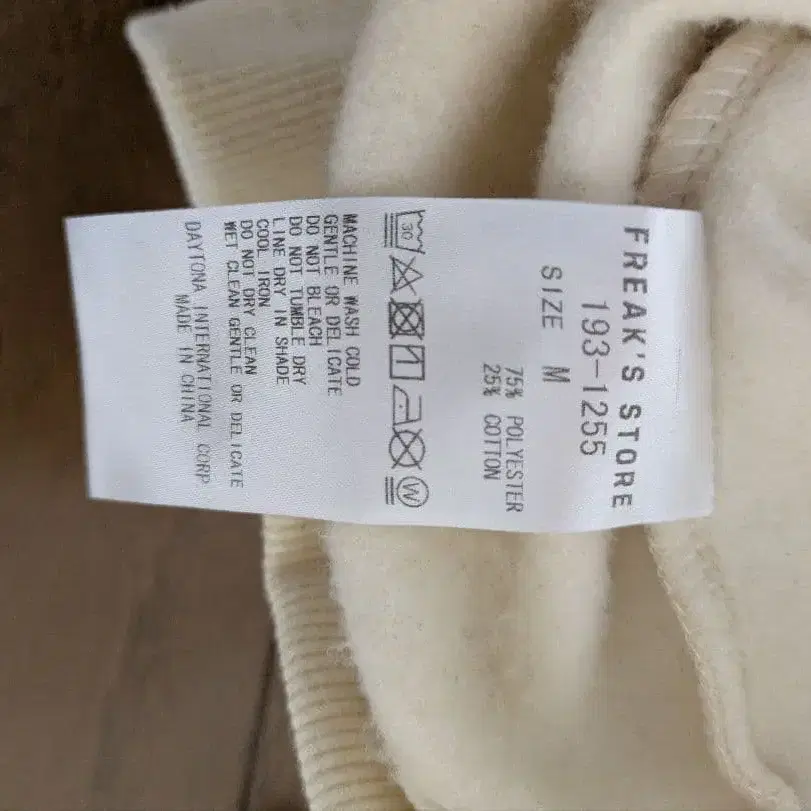 FREAK'S STORE
193-1255
SIZE M
75% POLYESTER
25% COTTON
30
W
MACHINE WASH COLD
GENTLE OR DELICATE
DO NOT BLEACH
DO NOT TUMBLE DRY
LINE DRY IN SHADE
COOL IRON
DO NOT DRY CLEAN
WET CLEAN GENTLE OR DELICATE
DAYTONA INTERNATIONAL CORP
MADE IN CHINA